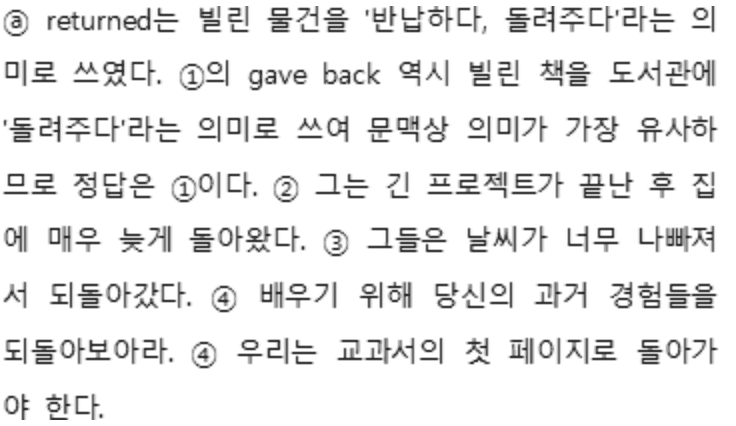 ⓐ returned는 빌린 물건을 '반납하다, 돌려주다'라는 의
미로 쓰였다. ①의 gave back 역시 빌린 책을 도서관에
'돌려주다'라는 의미로 쓰여 문맥상 의미가 가장 유사하
므로 정답은 ①이다. ② 그는 긴 프로젝트가 끝난 후 집
에 매우 늦게 돌아왔다. ③ 그들은 날씨가 너무 나빠져
서 되돌아갔다. ④ 배우기 위해 당신의 과거 경험들을
되돌아보아라. ④ 우리는 교과서의 첫 페이지로 돌아가
야 한다.